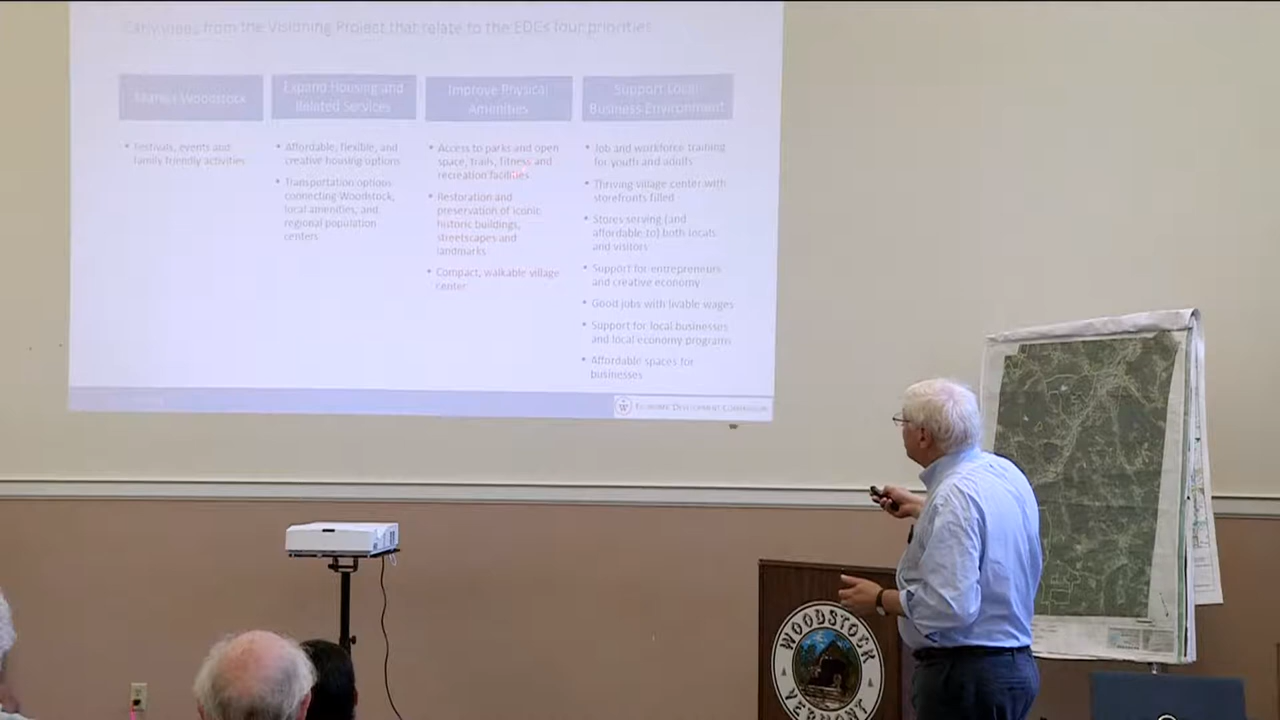 from the Visioning Project that relate to the EDCs four priorities
Market Woodstock
• Festivals, events and
family friendly activities
Expand Housing and
Related Services
• Affordable, flexible, and
creative housing options
• Transportation options
connecting Woodstock,
local amenities, and
regional population
centers
Improve Physical
Amenities
• Access to parks and open
space, trails, fitness and
recreation facilities
• Restoration and
preservation of iconic
historic buildings,
streetscapes and
landmarks
• Compact, walkable village
center
Support Local
Business Environment
• Job and workforce training
for youth and adults
• Thriving village center with
storefronts filled
• Stores serving (and
affordable to) both locals
and visitors
• Support for entrepreneurs
and creative economy
• Good jobs with livable wages
• Support for local businesses
and local economy programs
• Affordable spaces for
businesses
W
Economic Development Commission
WOODSTOCK
VERMONT